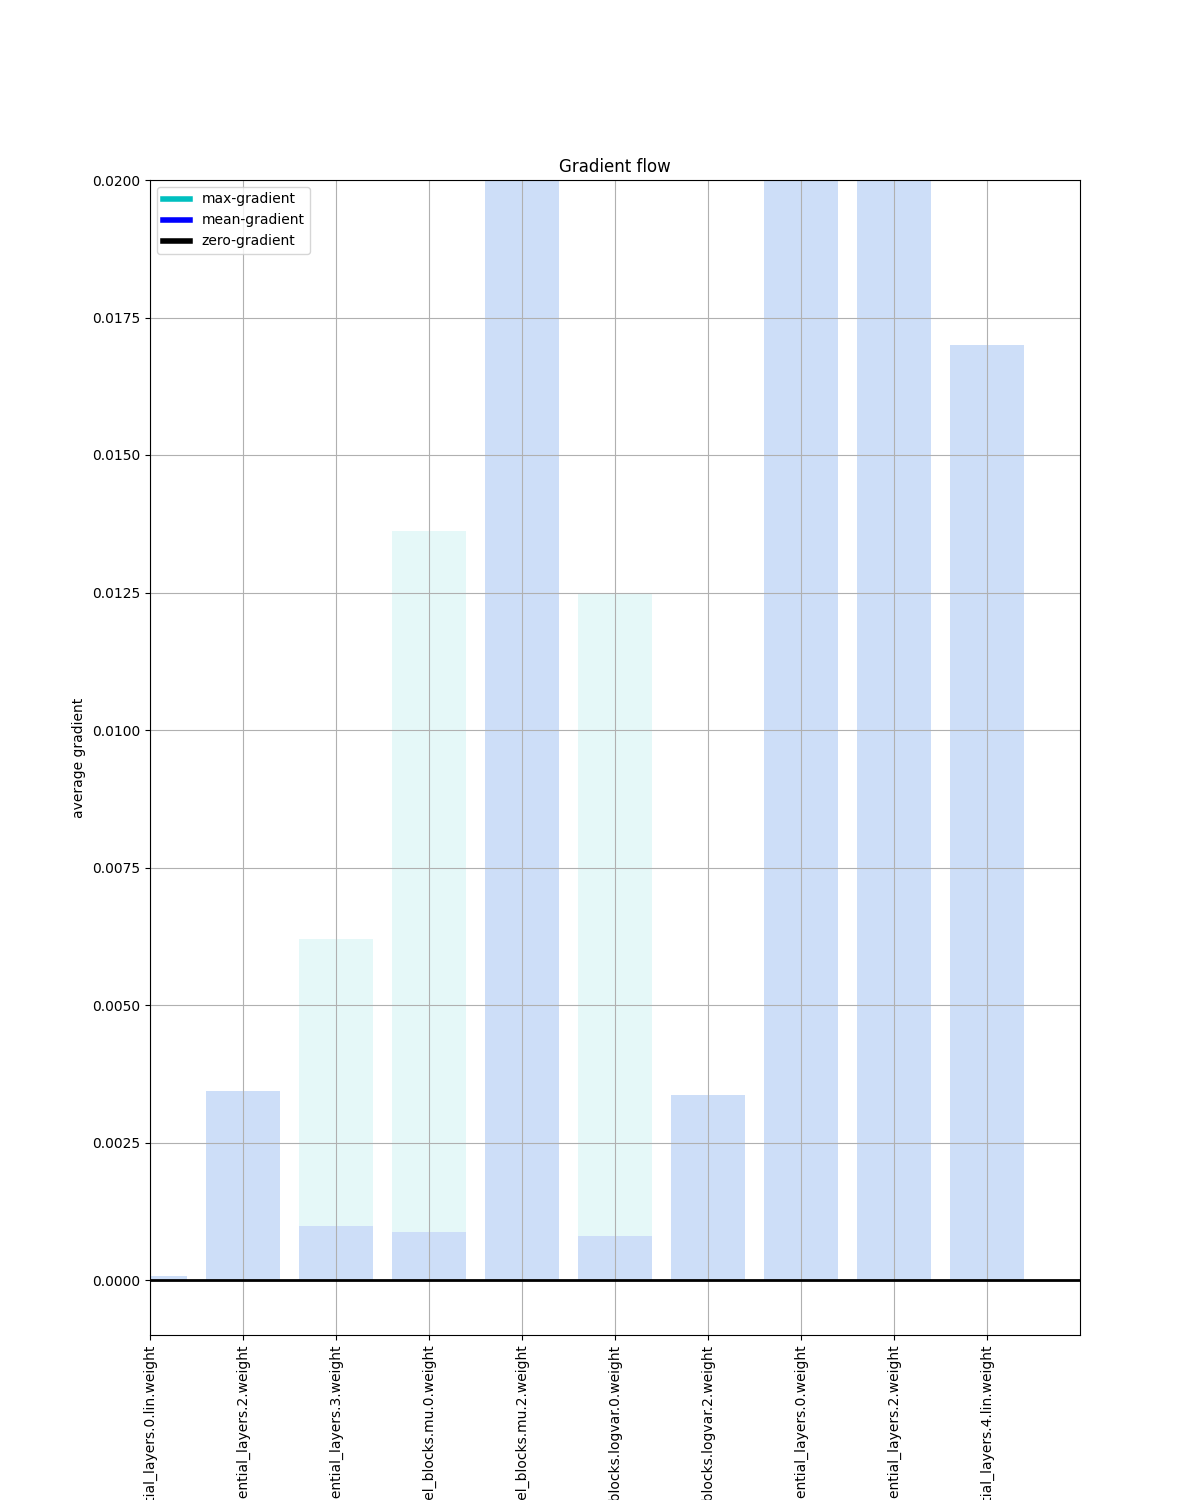 Gradient flow
max-gradient
mean-gradient
zero-gradient
0.0200
0.0175
0.0150
0.0125
0.0100
0.0075
0.0050
0.0025
0.0000
average gradient
tial_layers.0.lin.weight
ential_layers.2.weight
ential_layers.3.weight
el_blocks.mu.0.weight
el_blocks.mu.2.weight
blocks.logvar.0.weight
blocks.logvar.2.weight
ential_layers.0.weight
ential_layers.2.weight
tial_layers.4.lin.weight